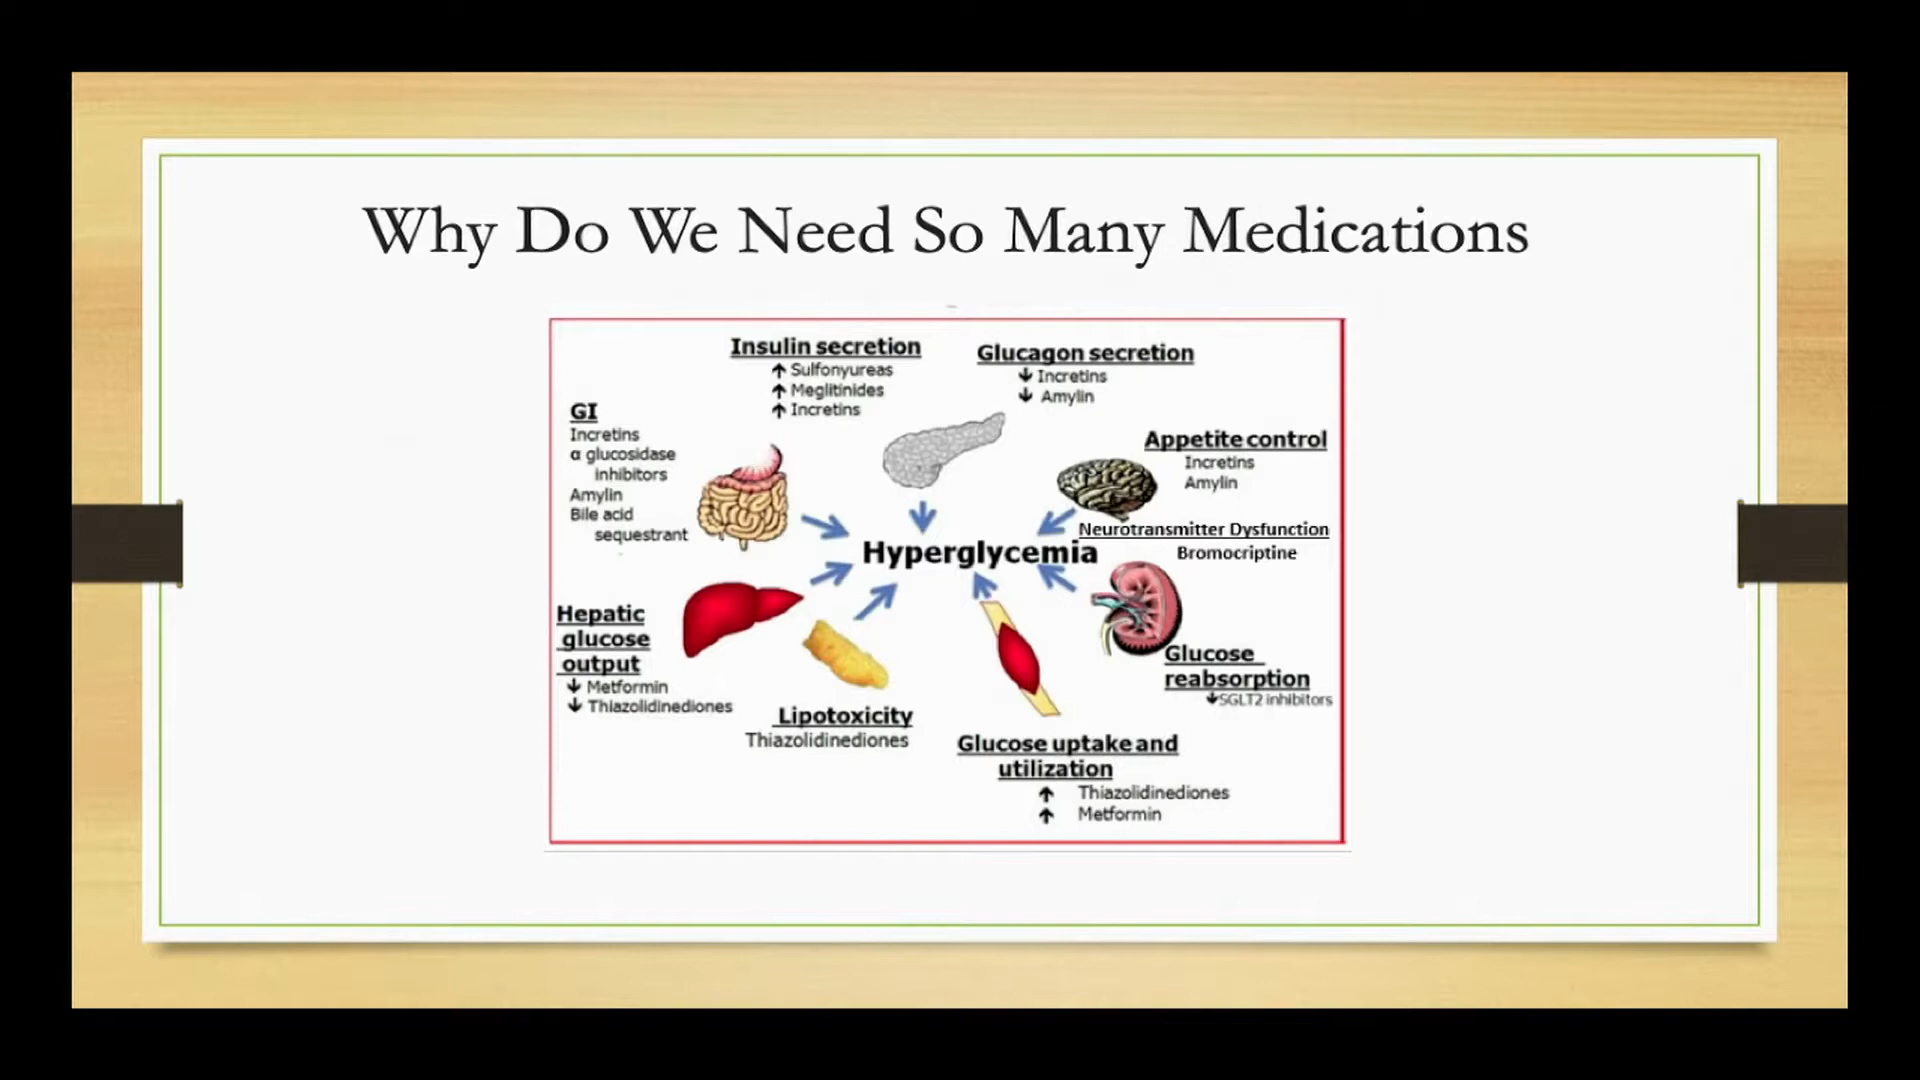 Why Do We Need So Many Medications
Insulin secretion
↑ Sulfonyureas
↑ Meglitinides
↑ Incretins
Glucagon secretion
↓ Incretins
↓ Amylin
GI
Incretins
α glucosidase
inhibitors
Amylin
Bile acid
sequestrant
Appetite control
Incretins
Amylin
Neurotransmitter Dysfunction
Bromocriptine
Hyperglycemia
Hepatic
glucose
output
↓ Metformin
↓ Thiazolidinediones
Lipotoxicity
Thiazolidinediones
Glucose uptake and
utilization
↑ Thiazolidinediones
↑ Metformin
Glucose
reabsorption
↓SGLT2 inhibitors